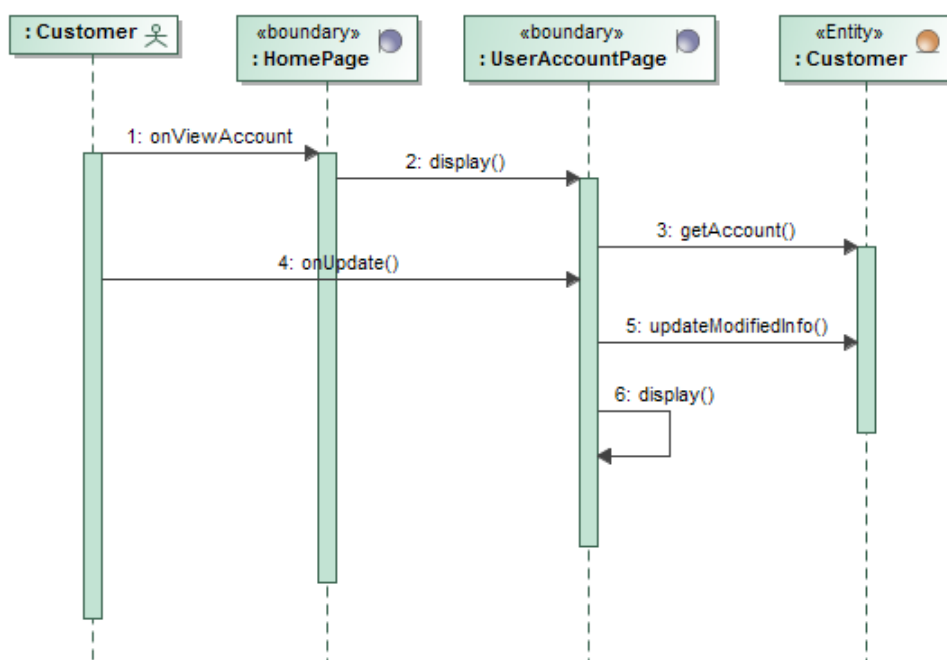 : Customer
«boundary»
: HomePage
«boundary»
: UserAccountPage
«Entity»
: Customer
1: onViewAccount
2: display()
3: getAccount()
4: onUpdate()
5: updateModifiedInfo()
6: display()